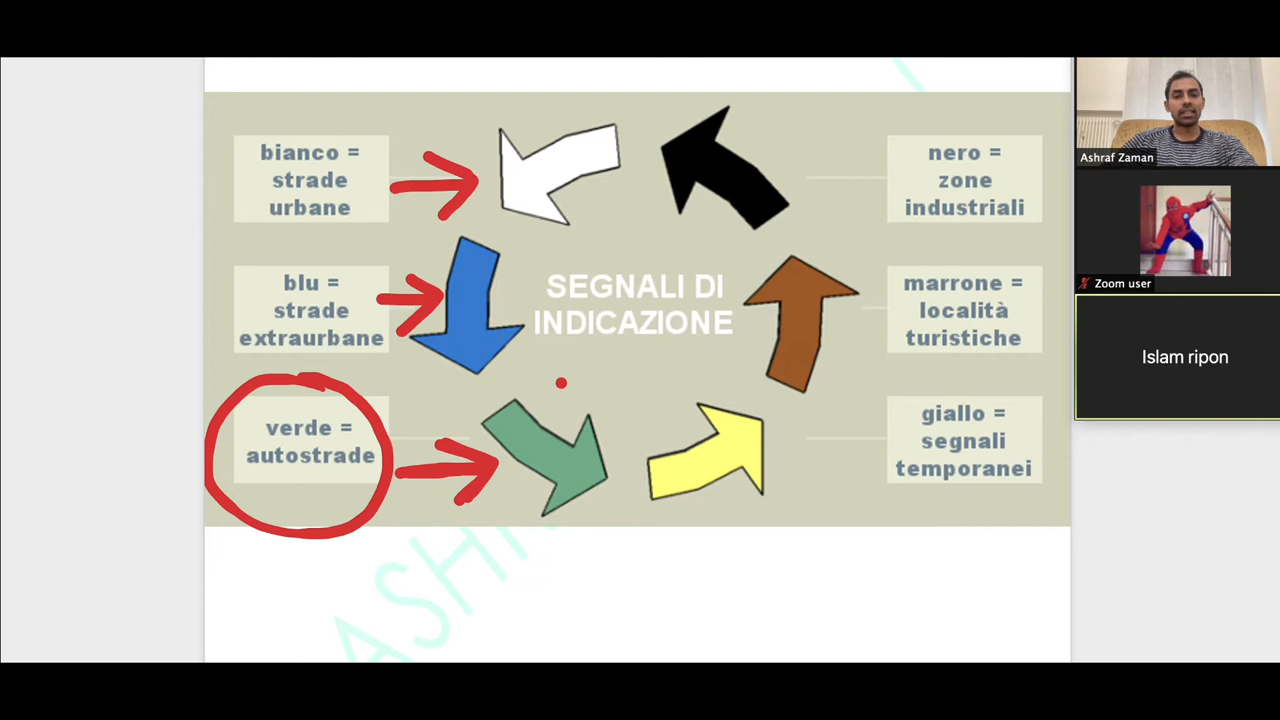 bianco =
strade
urbane
blu =
strade
extraurbane
verde =
autostrade
SEGNALI DI
INDICAZIONE
nero =
zone
industriali
marrone =
località
turistiche
giallo =
segnali
temporanei
ASHR
Ashraf Zaman
Zoom user
Islam ripon